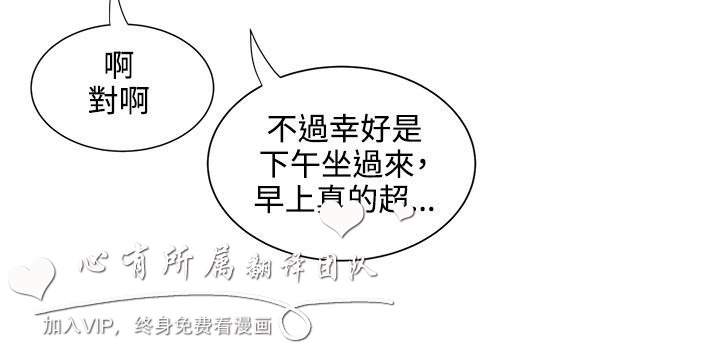 啊
對啊
不過幸好是
下午坐過來，
早上真的超...
心有所属翻译团队
加入VIP，终身免费看漫画